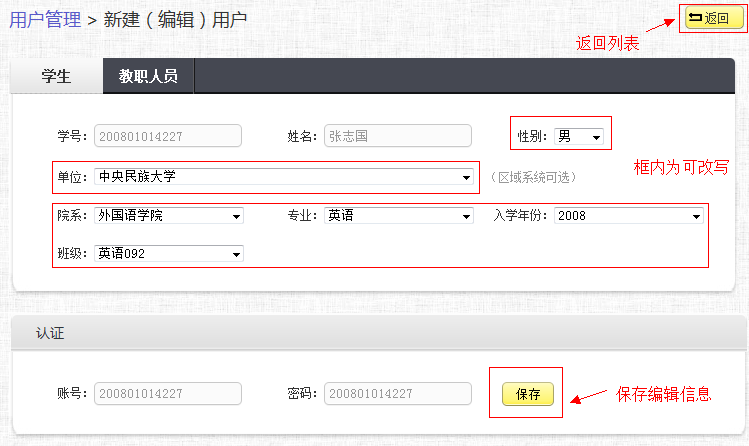 用户管理 > 新建（编辑）用户
返回
返回列表
学生 教职人员
学号: 200801014227 姓名: 张志国 性别: 男
框内为可改写
单位: 中央民族大学 （区域系统可选）
院系: 外国语学院 专业: 英语 入学年份: 2008
班级: 英语092
认证
账号: 200801014227 密码: 200801014227 保存 保存编辑信息